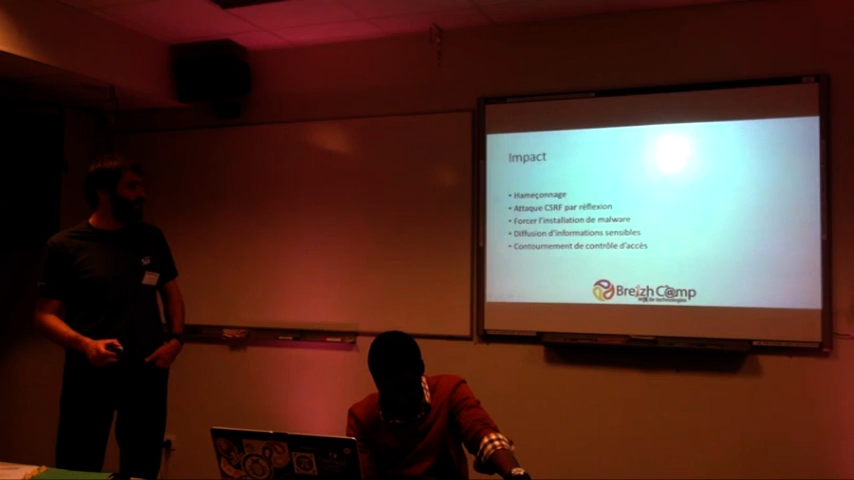 Impact
• Hameçonnage
• Attaque CSRF par réflexion
• Forcer l'installation de malware
• Diffusion d'informations sensibles
• Contournement de contrôle d'accès
Breizh C@mp